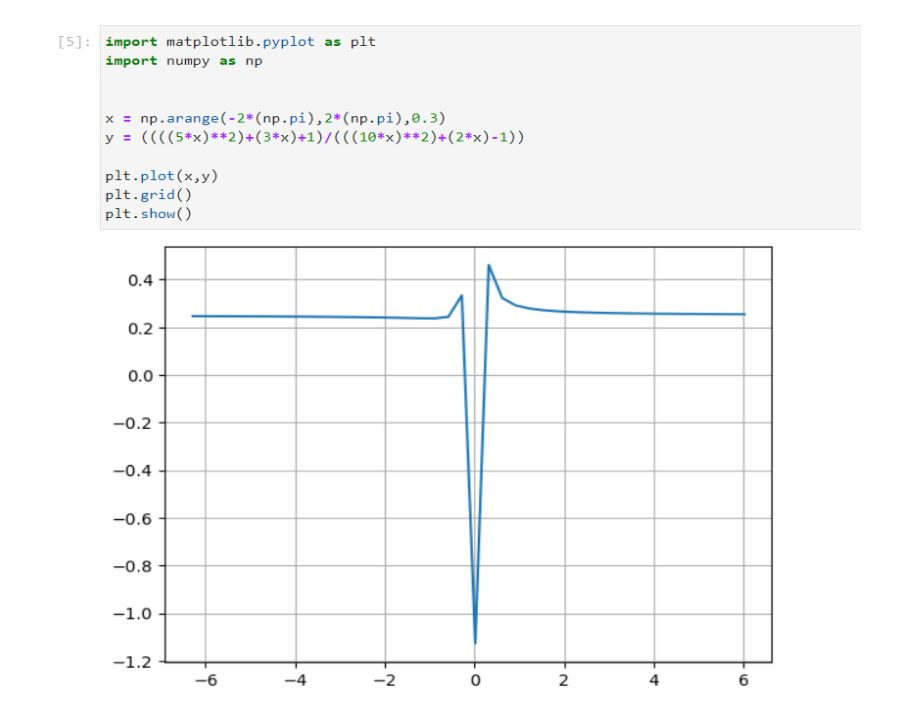 [5]: import matplotlib.pyplot as plt
import numpy as np
x = np.arange(-2*(np.pi),2*(np.pi),0.3)
y = ((((5*x)**2)+(3*x)+1)/(((10*x)**2)+(2*x)-1))
plt.plot(x,y)
plt.grid()
plt.show()
0.4
0.2
0.0
−0.2
−0.4
−0.6
−0.8
−1.0
−1.2
−6 −4 −2 0 2 4 6